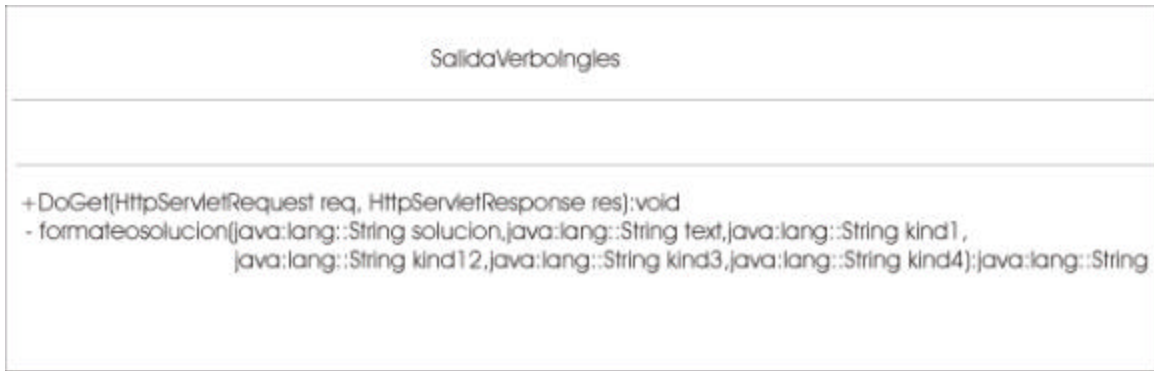 SalidaVerboIngles
+DoGet(HttpServletRequest req, HttpServletResponse res):void
- formateosolucion(java:lang::String solucion,java:lang::String text,java:lang::String kind1,
java:lang::String kind12,java:lang::String kind3,java:lang::String kind4):java:lang::String